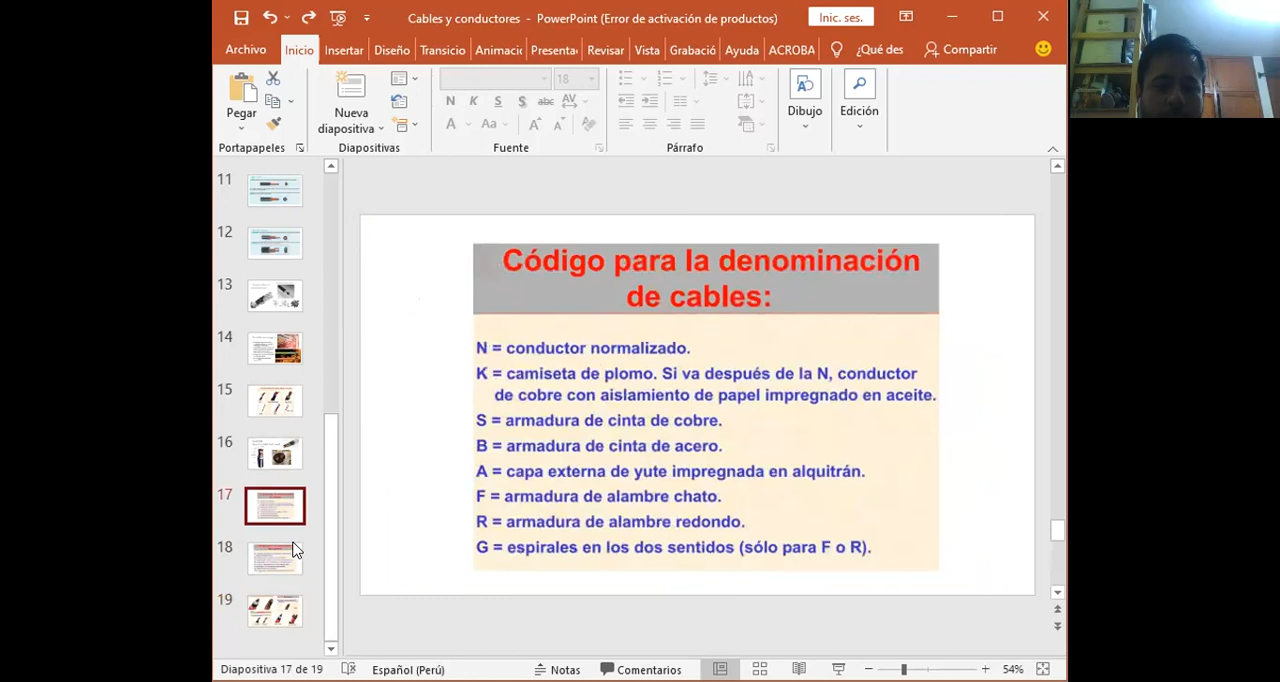 Cables y conductores - PowerPoint (Error de activación de productos)
Inic. ses.
Archivo Inicio Insertar Diseño Transicio Animacio Presenta Revisar Vista Grabació Ayuda ACROBA ¿Qué des Compartir
Pegar
Nueva
diapositiva
18
N K S S abc AV
A Aa A A
Dibujo
Edición
Portapapeles Diapositivas Fuente Párrafo
11
12
13
14
15
16
17
18
19
Código para la denominación
de cables:
N = conductor normalizado.
K = camiseta de plomo. Si va después de la N, conductor
de cobre con aislamiento de papel impregnado en aceite.
S = armadura de cinta de cobre.
B = armadura de cinta de acero.
A = capa externa de yute impregnada en alquitrán.
F = armadura de alambre chato.
R = armadura de alambre redondo.
G = espirales en los dos sentidos (sólo para F o R).
Diapositiva 17 de 19 Español (Perú) Notas Comentarios 54%